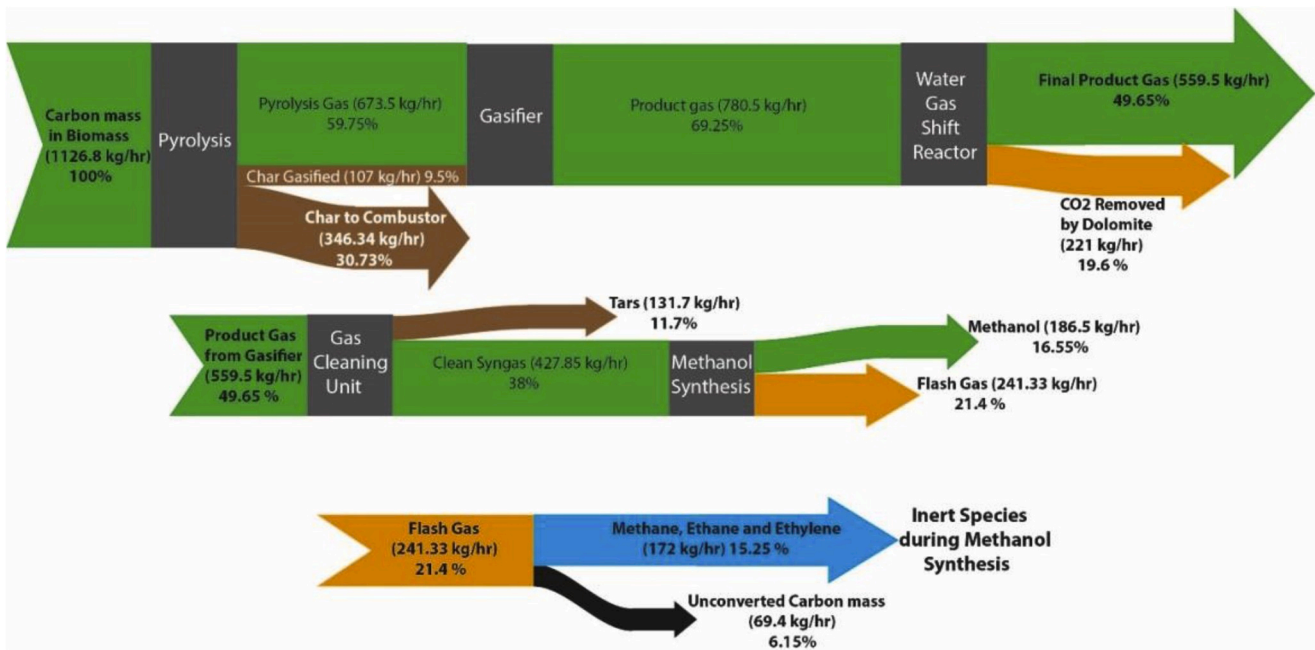 Carbon mass
in Biomass
(1126.8 kg/hr)
100%
Pyrolysis
Pyrolysis Gas (673.5 kg/hr)
59.75%
Char Gasified (107 kg/hr) 9.5%
Char to Combustor
(346.34 kg/hr)
30.73%
Gasifier
Product gas (780.5 kg/hr)
69.25%
Water
Gas
Shift
Reactor
Final Product Gas (559.5 kg/hr)
49.65%
CO2 Removed
by Dolomite
(221 kg/hr)
19.6 %
Product Gas
from Gasifier
(559.5 kg/hr)
49.65 %
Gas
Cleaning
Unit
Tars (131.7 kg/hr)
11.7%
Clean Syngas (427.85 kg/hr)
38%
Methanol
Synthesis
Methanol (186.5 kg/hr)
16.55%
Flash Gas (241.33 kg/hr)
21.4 %
Flash Gas
(241.33 kg/hr)
21.4 %
Methane, Ethane and Ethylene
(172 kg/hr) 15.25 %
Inert Species
during Methanol
Synthesis
Unconverted Carbon mass
(69.4 kg/hr)
6.15%